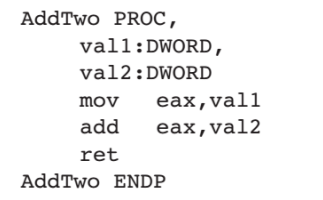 AddTwo PROC,
val1:DWORD,
val2:DWORD
mov eax,val1
add eax,val2
ret
AddTwo ENDP